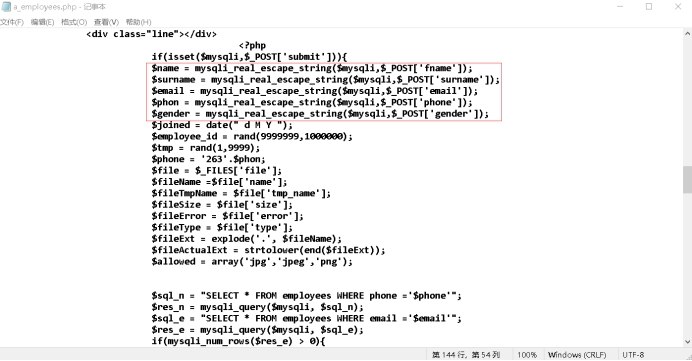 a_employees.php - 记事本
文件(F) 编辑(E) 格式(O) 查看(V) 帮助(H)
<div class="line"></div>
<?php
if(isset($mysqli,$_POST['submit'])){
$name = mysqli_real_escape_string($mysqli,$_POST['fname']);
$surname = mysqli_real_escape_string($mysqli,$_POST['surname']);
$email = mysqli_real_escape_string($mysqli,$_POST['email']);
$phon = mysqli_real_escape_string($mysqli,$_POST['phone']);
$gender = mysqli_real_escape_string($mysqli,$_POST['gender']);
$joined = date(" d M Y ");
$employee_id = rand(9999999,1000000);
$tmp = rand(1,9999);
$phone = '263'.$phon;
$file = $_FILES['file'];
$fileName =$file['name'];
$fileTmpName = $file['tmp_name'];
$fileSize = $file['size'];
$fileError = $file['error'];
$fileType = $file['type'];
$fileExt = explode('.', $fileName);
$fileActualExt = strtolower(end($fileExt));
$allowed = array('jpg','jpeg','png');
$sql_n = "SELECT * FROM employees WHERE phone ='$phone'";
$res_n = mysqli_query($mysqli, $sql_n);
$sql_e = "SELECT * FROM employees WHERE email ='$email'";
$res_e = mysqli_query($mysqli, $sql_e);
if(mysqli_num_rows($res_e) > 0){
第 144 行，第 54 列 100% Windows (CRLF) UTF-8